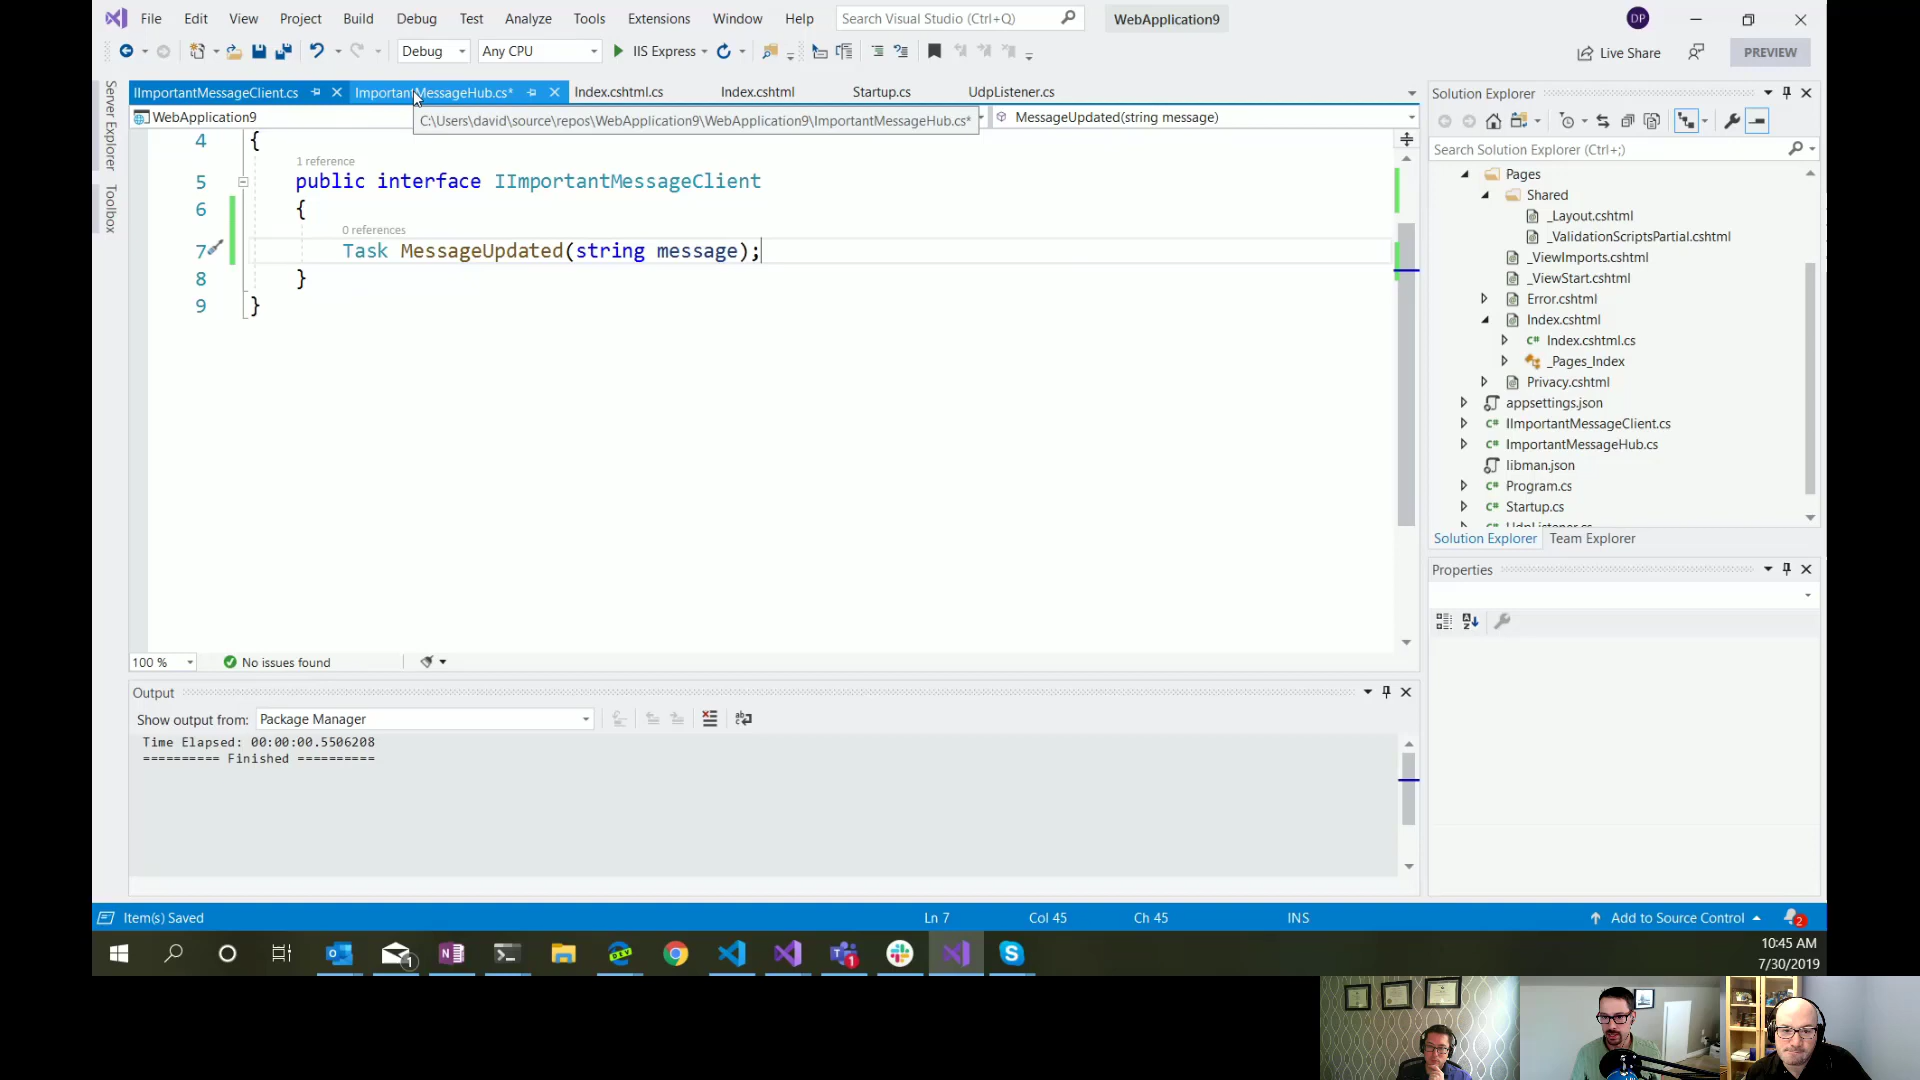 File Edit View Project Build Debug Test Analyze Tools Extensions Window Help Search Visual Studio (Ctrl+Q) WebApplication9 DP
Debug Any CPU IIS Express Live Share PREVIEW
Server Explorer
Toolbox
IImportantMessageClient.cs ImportantMessageHub.cs* Index.cshtml.cs Index.cshtml Startup.cs UdpListener.cs
WebApplication9 MessageUpdated(string message)
C:\Users\david\source\repos\WebApplication9\WebApplication9\ImportantMessageHub.cs*
4 {
1 reference
5 public interface IImportantMessageClient
6 {
0 references
7 Task MessageUpdated(string message);
8 }
9 }
100 % No issues found
Output
Show output from: Package Manager
Time Elapsed: 00:00:00.5506208
========== Finished ==========
Solution Explorer
Search Solution Explorer (Ctrl+;)
Pages
Shared
_Layout.cshtml
_ValidationScriptsPartial.cshtml
_ViewImports.cshtml
_ViewStart.cshtml
Error.cshtml
Index.cshtml
C# Index.cshtml.cs
_Pages_Index
Privacy.cshtml
appsettings.json
C# IImportantMessageClient.cs
C# ImportantMessageHub.cs
libman.json
C# Program.cs
C# Startup.cs
UdpListener.cs
Solution Explorer Team Explorer
Properties
Item(s) Saved Ln 7 Col 45 Ch 45 INS Add to Source Control 2
10:45 AM
7/30/2019